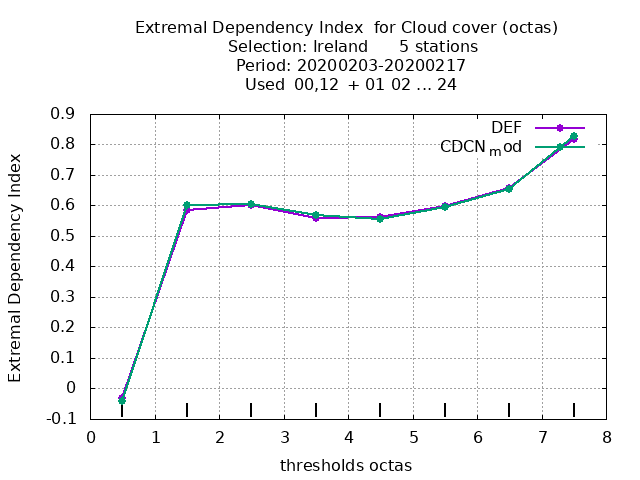 Extremal Dependency Index  for Cloud cover (octas)
Selection: Ireland      5 stations
Period: 20200203-20200217
Used  00,12  + 01 02 ... 24
DEF
CDCN_mod
Extremal Dependency Index
0.9
0.8
0.7
0.6
0.5
0.4
0.3
0.2
0.1
0
-0.1
0 1 2 3 4 5 6 7 8
thresholds octas